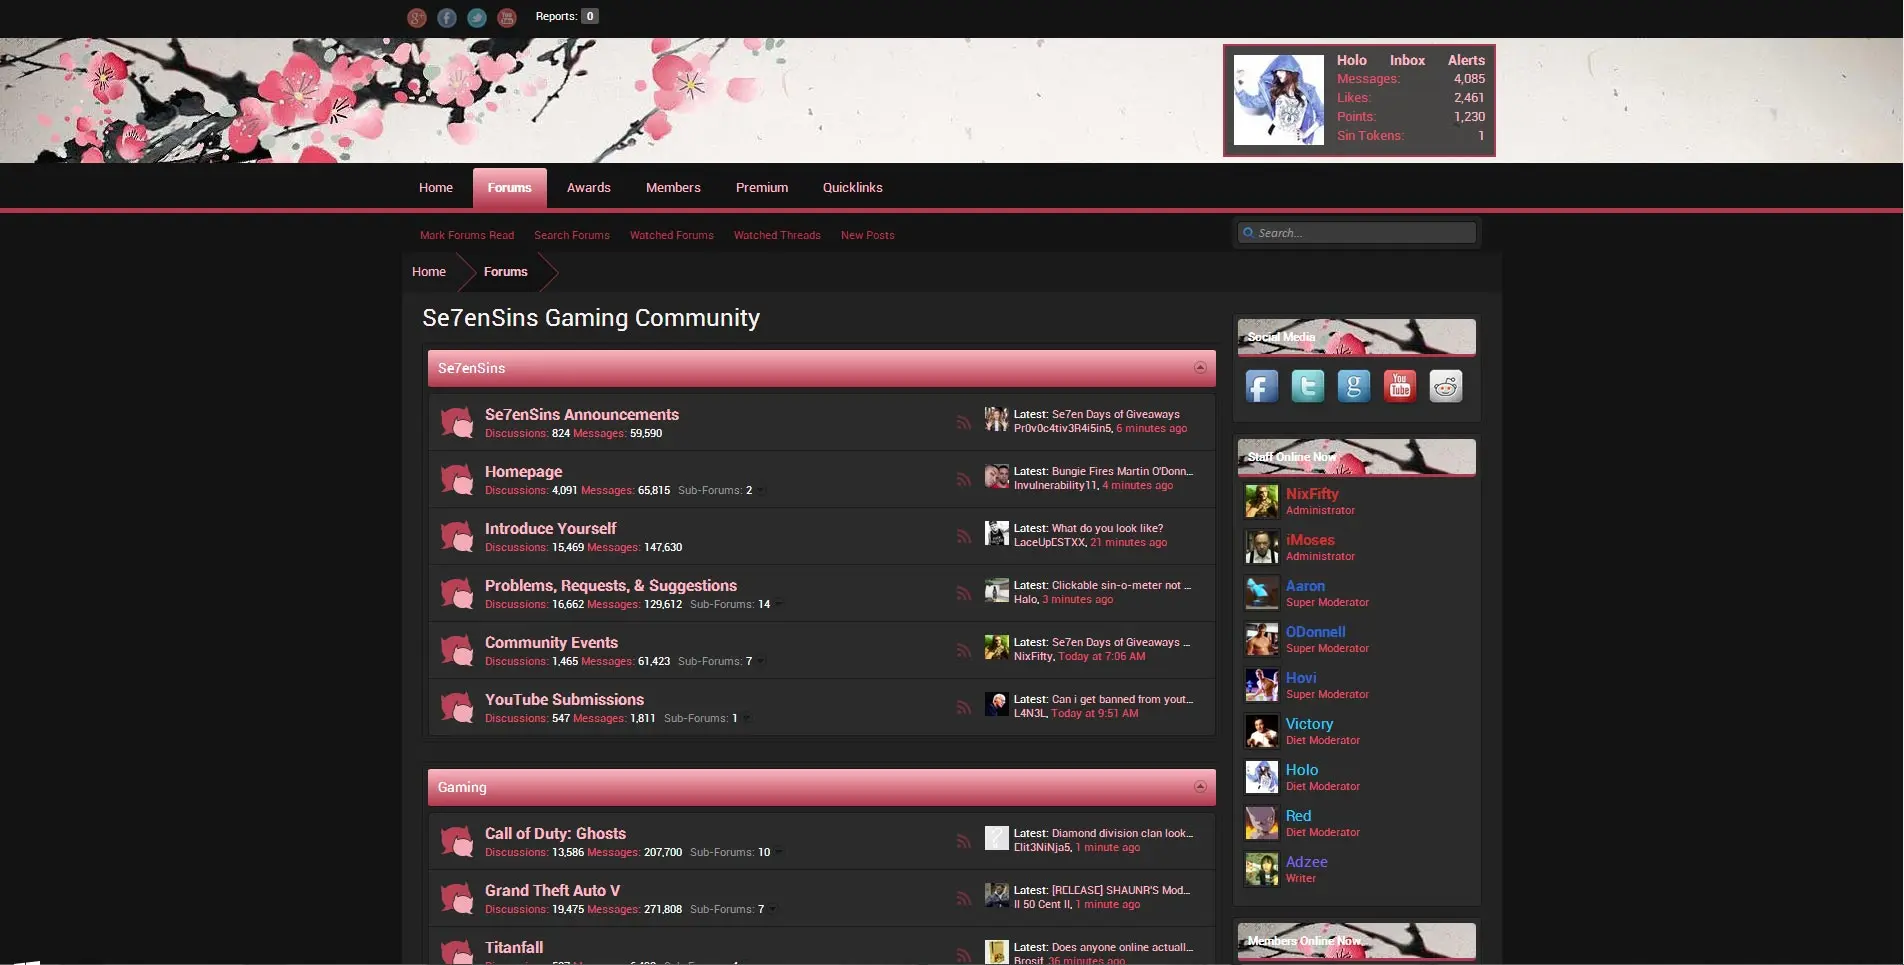 Reports: 0
Holo Inbox Alerts
Messages: 4,085
Likes: 2,461
Points: 1,230
Sin Tokens: 1
Home Forums Awards Members Premium Quicklinks
Mark Forums Read Search Forums Watched Forums Watched Threads New Posts
Search...
Home Forums
Se7enSins Gaming Community
Se7enSins
Se7enSins Announcements
Discussions: 824 Messages: 59,590
Latest: Se7en Days of Giveaways
Pr0v0c4tiv3R4i5in5, 6 minutes ago
Homepage
Discussions: 4,091 Messages: 65,815 Sub-Forums: 2
Latest: Bungie Fires Martin O'Donn...
Invulnerability11, 4 minutes ago
Introduce Yourself
Discussions: 15,469 Messages: 147,630
Latest: What do you look like?
LaceUpESTXX, 21 minutes ago
Problems, Requests, & Suggestions
Discussions: 16,662 Messages: 129,612 Sub-Forums: 14
Latest: Clickable sin-o-meter not ...
Halo, 3 minutes ago
Community Events
Discussions: 1,465 Messages: 61,423 Sub-Forums: 7
Latest: Se7en Days of Giveaways ...
NixFifty, Today at 7:06 AM
YouTube Submissions
Discussions: 547 Messages: 1,811 Sub-Forums: 1
Latest: Can i get banned from yout...
L4N3L, Today at 9:51 AM
Gaming
Call of Duty: Ghosts
Discussions: 13,586 Messages: 207,700 Sub-Forums: 10
Latest: Diamond division clan look...
Elit3NiNja5, 1 minute ago
Grand Theft Auto V
Discussions: 19,475 Messages: 271,808 Sub-Forums: 7
Latest: [RELEASE] SHAUNR'S Mod...
II 50 Cent II, 1 minute ago
Titanfall
Latest: Does anyone online actuall...
Brosif, 36 minutes ago
Social Media
You Tube
Staff Online Now
NixFifty
Administrator
iMoses
Administrator
Aaron
Super Moderator
ODonnell
Super Moderator
Hovi
Super Moderator
Victory
Diet Moderator
Holo
Diet Moderator
Red
Diet Moderator
Adzee
Writer
Members Online Now